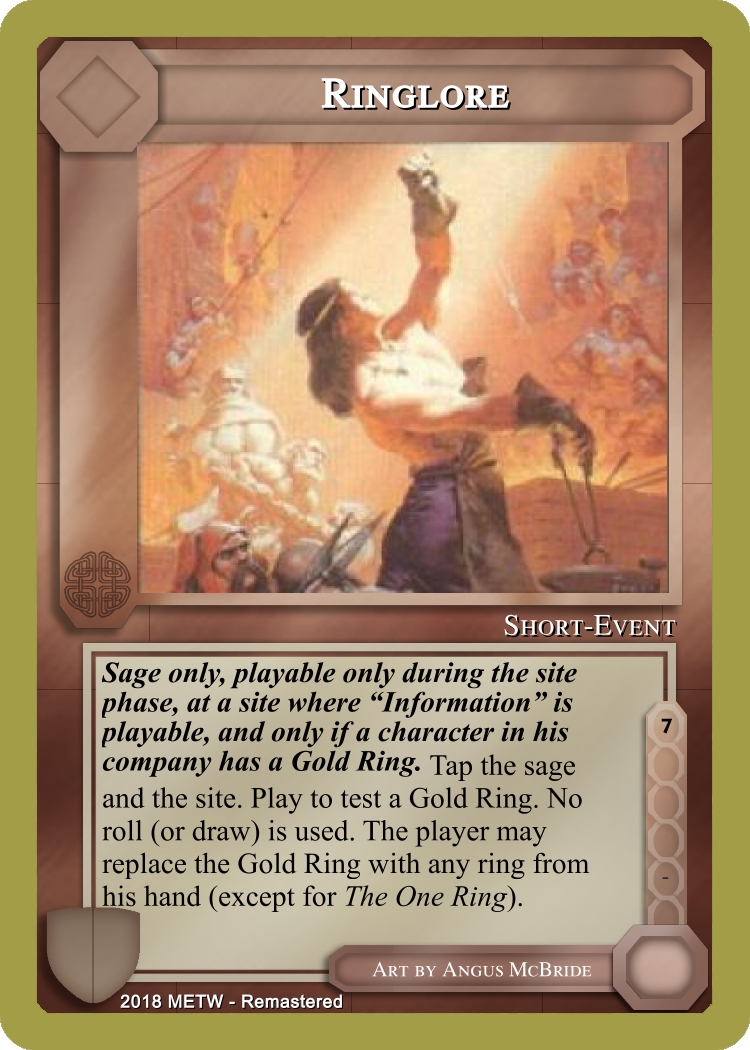 Ringlore
Short-Event
Sage only, playable only during the site
phase, at a site where “Information” is
playable, and only if a character in his
company has a Gold Ring. Tap the sage
and the site. Play to test a Gold Ring. No
roll (or draw) is used. The player may
replace the Gold Ring with any ring from
his hand (except for The One Ring).
7
-
Art by Angus McBride
2018 METW - Remastered